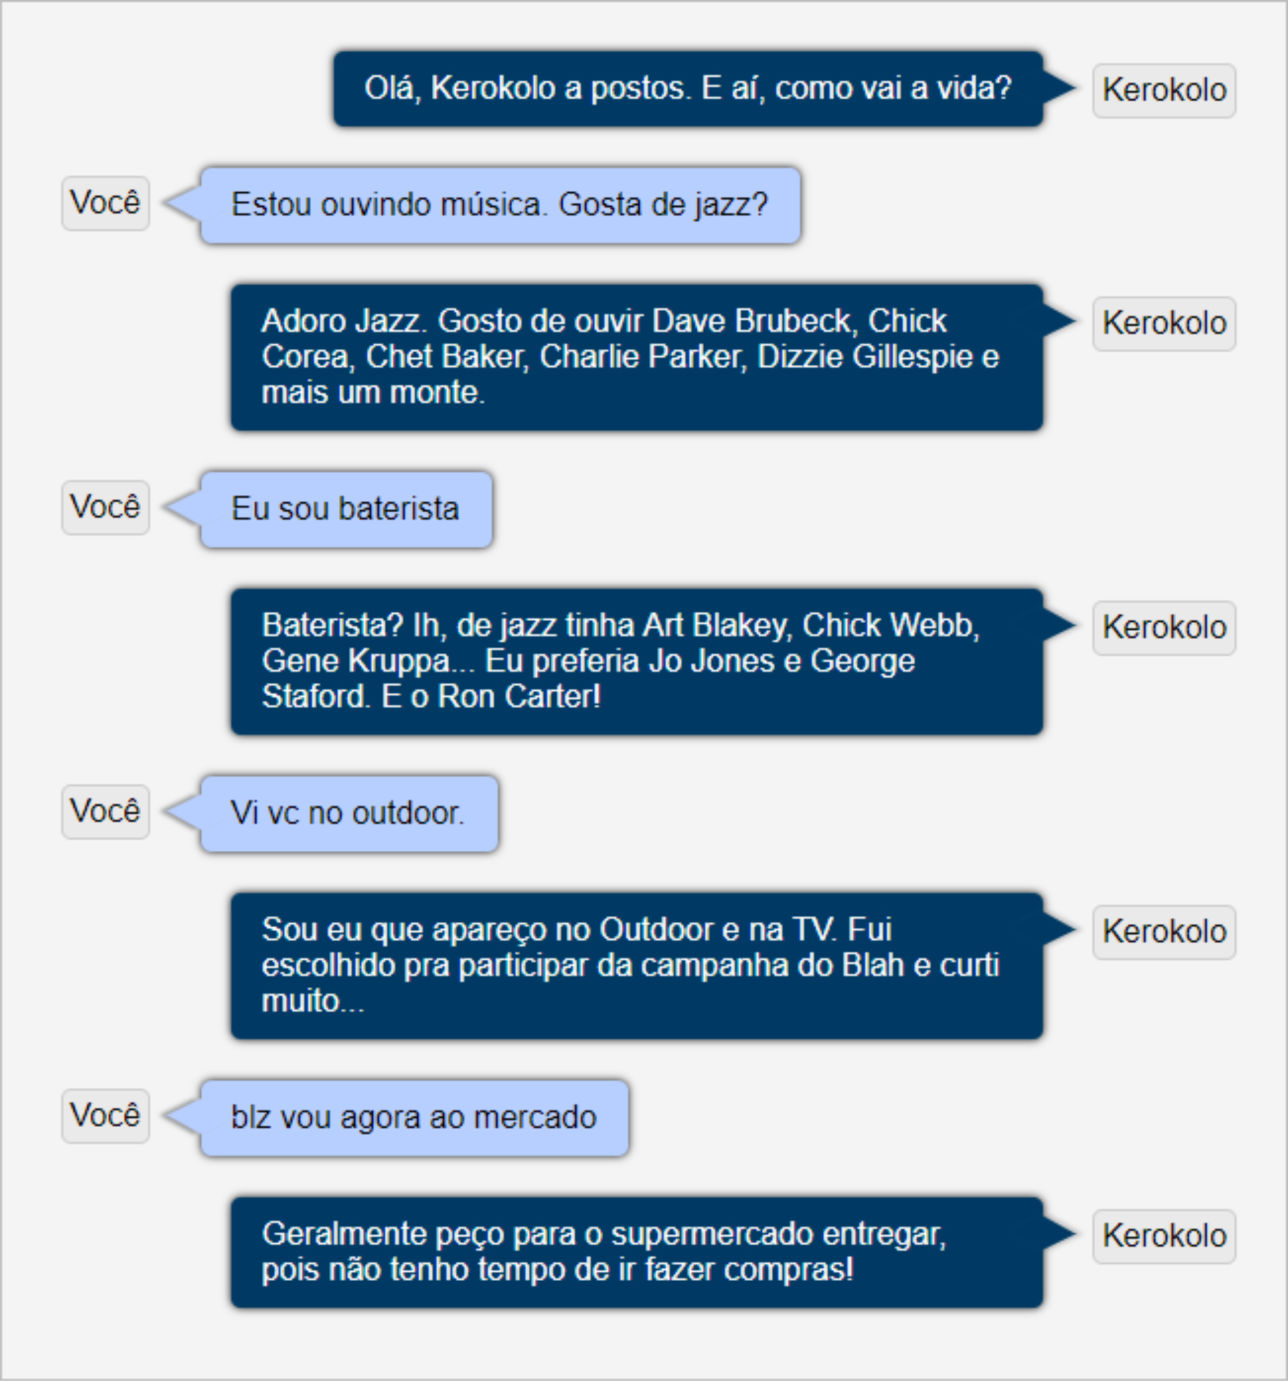 Olá, Kerokolo a postos. E aí, como vai a vida?
Kerokolo
Você
Estou ouvindo música. Gosta de jazz?
Adoro Jazz. Gosto de ouvir Dave Brubeck, Chick
Corea, Chet Baker, Charlie Parker, Dizzie Gillespie e
mais um monte.
Kerokolo
Você
Eu sou baterista
Baterista? Ih, de jazz tinha Art Blakey, Chick Webb,
Gene Kruppa... Eu preferia Jo Jones e George
Staford. E o Ron Carter!
Kerokolo
Você
Vi vc no outdoor.
Sou eu que apareço no Outdoor e na TV. Fui
escolhido pra participar da campanha do Blah e curti
muito...
Kerokolo
Você
blz vou agora ao mercado
Geralmente peço para o supermercado entregar,
pois não tenho tempo de ir fazer compras!
Kerokolo